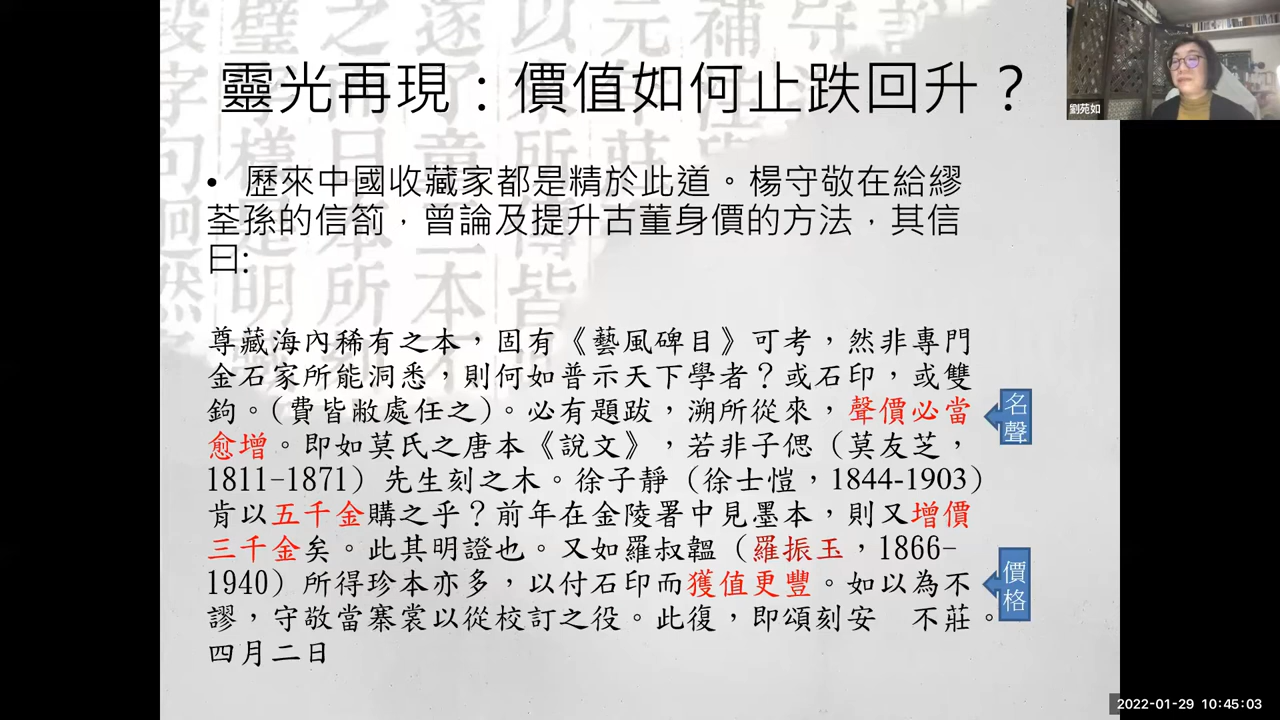 靈光再現：價值如何止跌回升？
劉苑如
• 歷來中國收藏家都是精於此道。楊守敬在給繆
荃孫的信箚，曾論及提升古董身價的方法，其信
曰:
尊藏海內稀有之本，固有《藝風碑目》可考，然非專門
金石家所能洞悉，則何如普示天下學者？或石印，或雙
鉤。(費皆敝處任之)。必有題跋，溯所從來，聲價必當
愈增。即如莫氏之唐本《說文》，若非子偲（莫友芝，
1811-1871）先生刻之木。徐子靜（徐士愷，1844-1903）
肯以五千金購之乎？前年在金陵署中見墨本，則又增價
三千金矣。此其明證也。又如羅叔韞（羅振玉，1866-
1940）所得珍本亦多，以付石印而獲值更豐。如以為不
謬，守敬當寨裳以從校訂之役。此復，即頌刻安　不莊。
四月二日
名聲
價格
2022-01-29 10:45:03